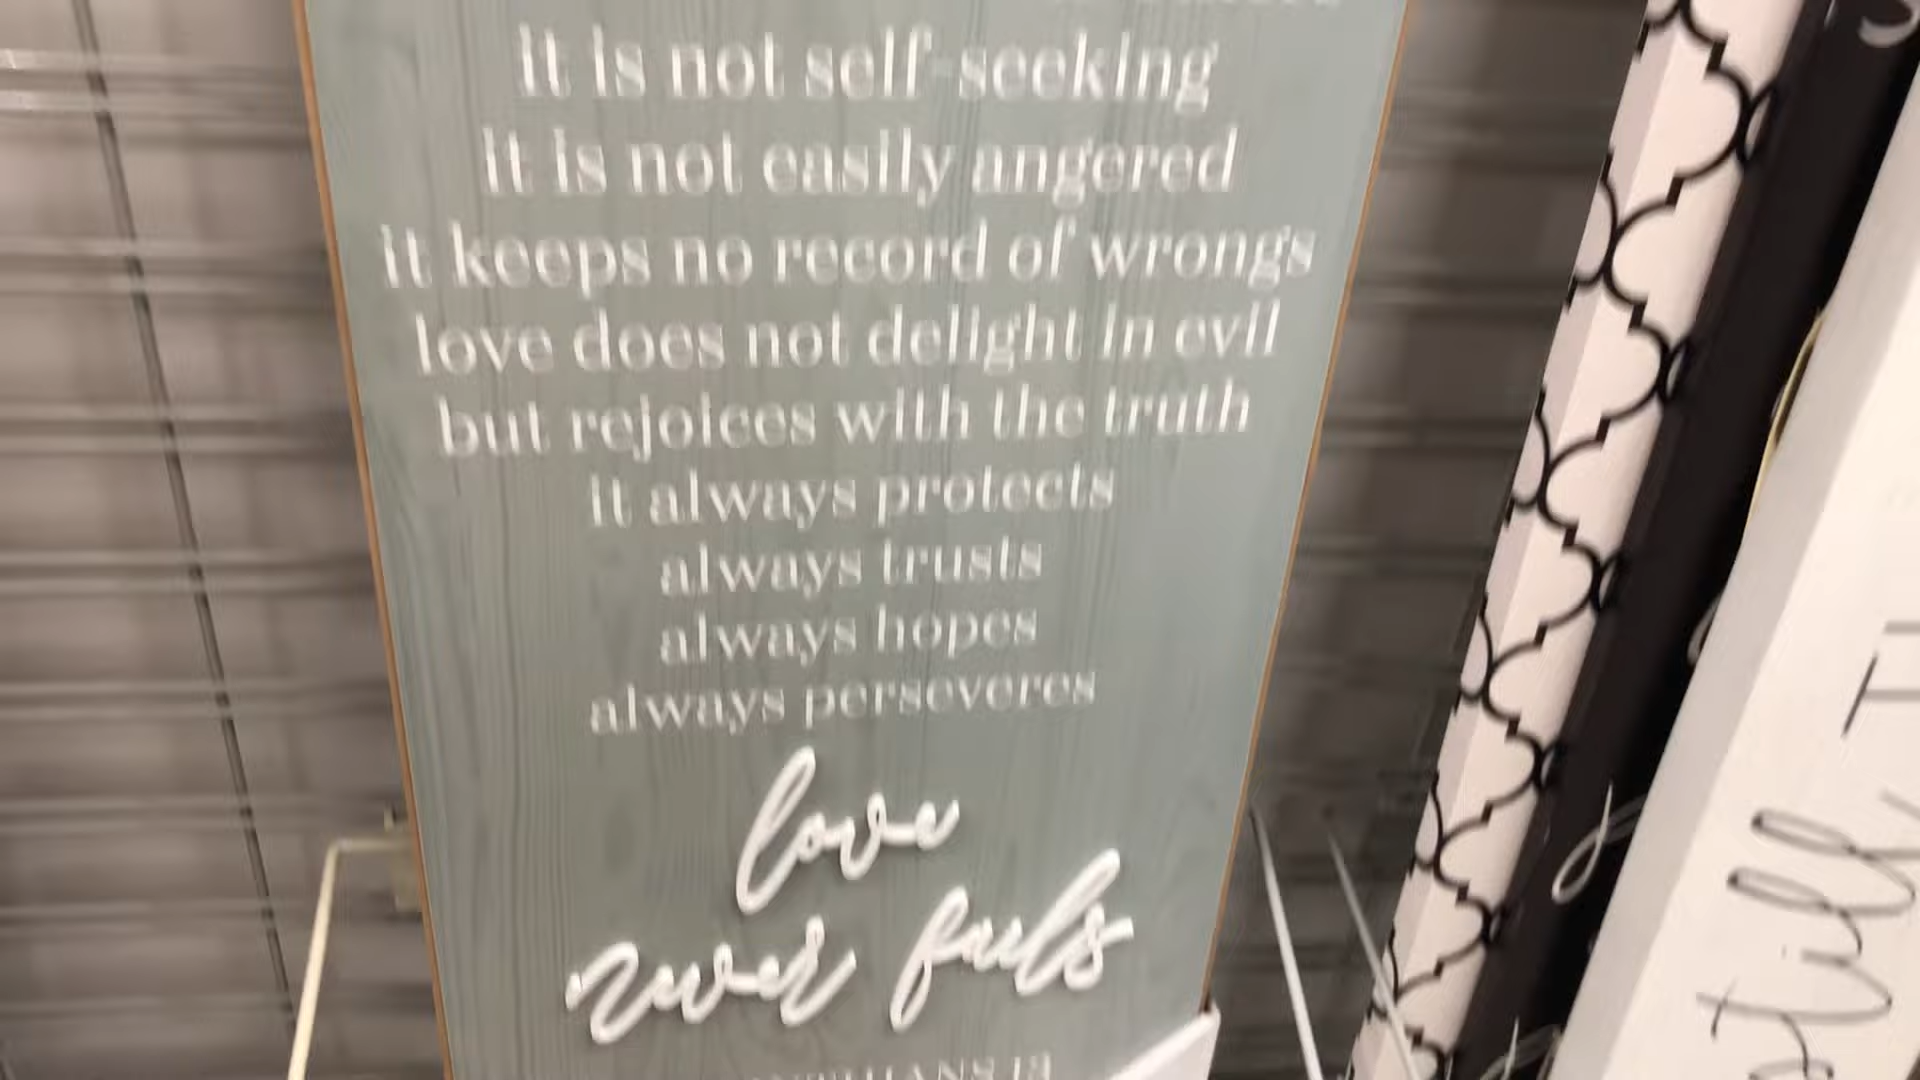 it is not self-seeking
it is not easily angered
it keeps no record of wrongs
love does not delight in evil
but rejoices with the truth
it always protects
always trusts
always hopes
always perseveres
love
never fails
13